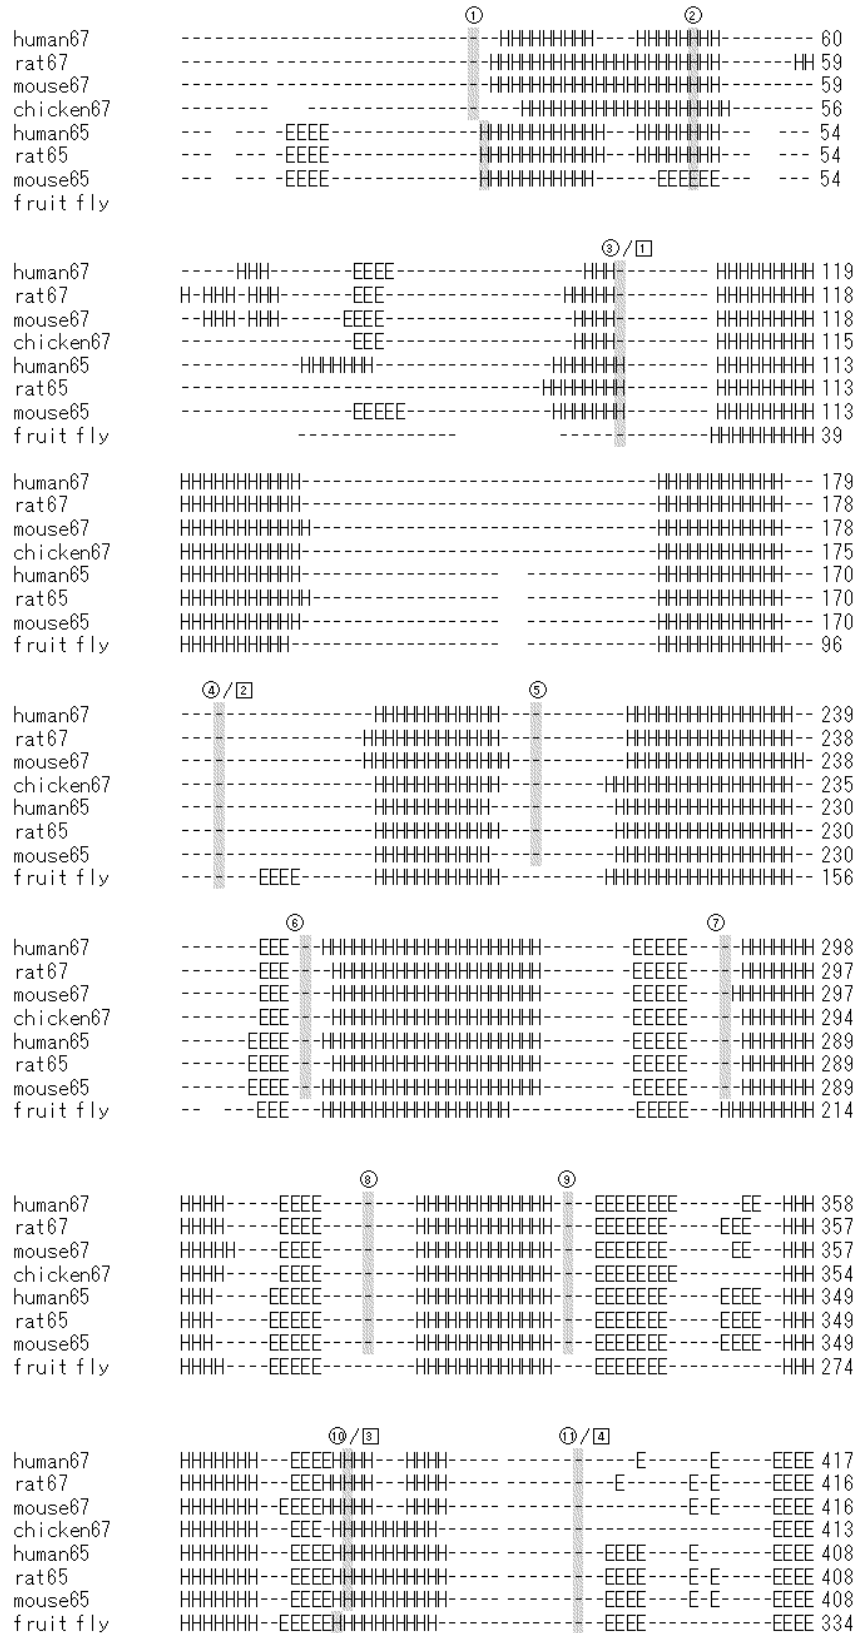 ① ②
human67 ---------------------------- -HHHHHHHHH----HHHHHHHH--------- 60
rat67 --------- -------------------HHHHHHHHHHHHHHHHHHHHHH-------HH 59
mouse67 --------- -------------------HHHHHHHHHHHHHHHHHHHHHH--------- 59
chicken67 --------- ----------------- ---HHHHHHHHHHHHHHHHHHHH-------- 56
human65 --- --- -EEEE--------------HHHHHHHHHHHH---HHHHHHHH--- --- 54
rat65 --- --- -EEEE--------------HHHHHHHHHHHH---HHHHHHHH--- --- 54
mouse65 --- --- -EEEE--------------HHHHHHHHHHH------EEEEEE--- --- 54
fruit fly
③/1
human67 -----HHH--------EEEE------------------HHH--------- HHHHHHHHH 119
rat67 H-HHH-HHH-------EEE-----------------HHHHH--------- HHHHHHHHH 118
mouse67 --HHH-HHH------EEEE------------------HHHH--------- HHHHHHHHH 118
chicken67 ----------------EEE------------------HHHH--------- HHHHHHHHH 115
human65 -----------HHHHHHH-----------------HHHHHHH-------- HHHHHHHHH 113
rat65 ----------------------------------HHHHHHHH-------- HHHHHHHHH 113
mouse65 ----------------EEEEE--------------HHHHHHH-------- HHHHHHHHH 113
fruit fly --------------- --------------HHHHHHHHHH 39
human67 HHHHHHHHHHHH---------------------------------HHHHHHHHHHHH--- 179
rat67 HHHHHHHHHHHH---------------------------------HHHHHHHHHHHH--- 178
mouse67 HHHHHHHHHHHHH--------------------------------HHHHHHHHHHHH--- 178
chicken67 HHHHHHHHHHHH---------------------------------HHHHHHHHHHHH--- 175
human65 HHHHHHHHHHHH------------------- ------------HHHHHHHHHHHH--- 170
rat65 HHHHHHHHHHHHH------------------ ------------HHHHHHHHHHHH--- 170
mouse65 HHHHHHHHHHHH------------------- ------------HHHHHHHHHHHH--- 170
fruit fly HHHHHHHHHHH-------------------- ------------HHHHHHHHHHHH--- 96
④/2 ⑤
human67 ------------------HHHHHHHHHHHH------------HHHHHHHHHHHHHHHH-- 239
rat67 -----------------HHHHHHHHHHHHH------------HHHHHHHHHHHHHHHH-- 238
mouse67 -----------------HHHHHHHHHHHHHH-----------HHHHHHHHHHHHHHHHH- 238
chicken67 ------------------HHHHHHHHHHHH----------HHHHHHHHHHHHHHHHHH-- 235
human65 ------------------HHHHHHHHHHH------------HHHHHHHHHHHHHHHHH-- 230
rat65 ------------------HHHHHHHHHHHH-----------HHHHHHHHHHHHHHHHH-- 230
mouse65 ------------------HHHHHHHHHHH------------HHHHHHHHHHHHHHHHH-- 230
fruit fly -------EEEE-------HHHHHHHHHHHH----------HHHHHHHHHHHHHHHHHH-- 156
⑥ ⑦
human67 -------EEE---HHHHHHHHHHHHHHHHHHHHH------- -EEEEE-----HHHHHHH 298
rat67 -------EEE----HHHHHHHHHHHHHHHHHHHH------- -EEEEE-----HHHHHHH 297
mouse67 -------EEE----HHHHHHHHHHHHHHHHHHHH------- -EEEEE----HHHHHHHH 297
chicken67 -------EEE----HHHHHHHHHHHHHHHHHHHH------- -EEEEE-----HHHHHHH 294
human65 ------EEEE---HHHHHHHHHHHHHHHHHHHHH------- -EEEEE-----HHHHHHH 289
rat65 ------EEEE----HHHHHHHHHHHHHHHHHHHH------- -EEEEE-----HHHHHHH 289
mouse65 ------EEEE---HHHHHHHHHHHHHHHHHHHHH------- -EEEEE-----HHHHHHH 289
fruit fly -- ---EEE---HHHHHHHHHHHHHHHHHH------------EEEEE---HHHHHHHHH 214
⑧ ⑨
human67 HHHH-----EEEE---------HHHHHHHHHHHHH----EEEEEEEE------EE--HHH 358
rat67 HHHH-----EEEE---------HHHHHHHHHHHHH----EEEEEEE-----EEE---HHH 357
mouse67 HHHHH----EEEE---------HHHHHHHHHHHHH----EEEEEEE------EE---HHH 357
chicken67 HHHH-----EEEE---------HHHHHHHHHHHHH----EEEEEEEE----------HHH 354
human65 HHH-----EEEEE---------HHHHHHHHHHHHH----EEEEEEE-----EEEE--HHH 349
rat65 HHH-----EEEEE---------HHHHHHHHHHHHH----EEEEEEE-----EEEE--HHH 349
mouse65 HHH-----EEEEE---------HHHHHHHHHHHHH----EEEEEEE-----EEEE--HHH 349
fruit fly HHHH----EEEEE---------HHHHHHHHHHHHH----EEEEEEE-----------HHH 274
⑩/3 ⑪/4
human67 HHHHHHH---EEEEHHHH---HHHH----- ------------E------E-----EEEE 417
rat67 HHHHHHH---EEEEHHHH---HHHH----- ----------E------E-E-----EEEE 416
mouse67 HHHHHHH--EEEEHHHHH---HHHH----- -----------------E-E-----EEEE 416
chicken67 HHHHHHH---EEE-HHHHHHHHHH------ -------------------------EEEE 413
human65 HHHHHHH---EEEEHHHHHHHHHHH----- ---------EEEE----E-------EEEE 408
rat65 HHHHHHH---EEEEHHHHHHHHHHH----- ---------EEEE----E-E-----EEEE 408
mouse65 HHHHHHH---EEEEHHHHHHHHHHH----- ---------EEEE----E-E-----EEEE 408
fruit fly HHHHHHH--EEEEEHHHHHHHHHH----------------EEEE------------EEEE 334